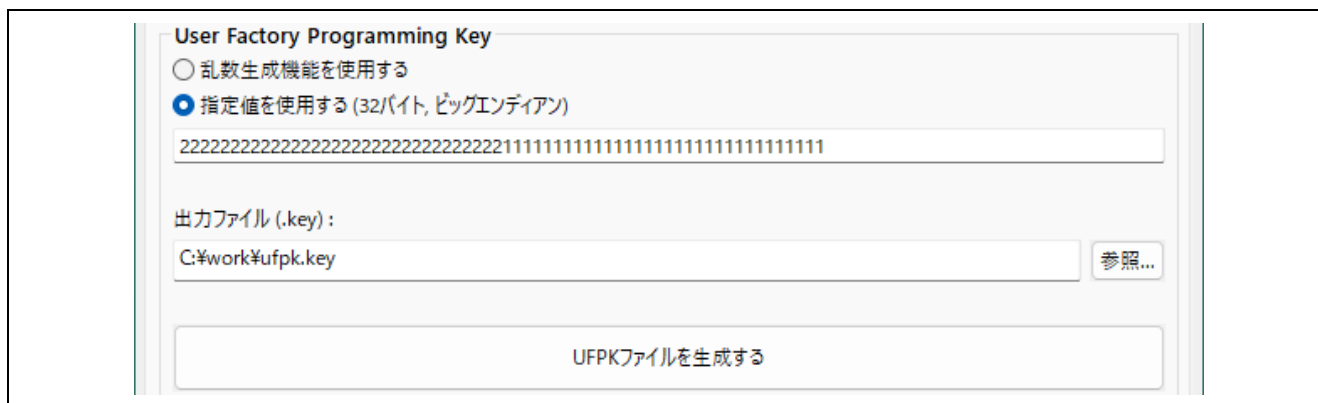 User Factory Programming Key
乱数生成機能を使用する
指定値を使用する (32バイト, ビッグエンディアン)
2222222222222222222222222222222211111111111111111111111111111111
出力ファイル (.key) :
C:¥work¥ufpk.key
参照...
UFPKファイルを生成する